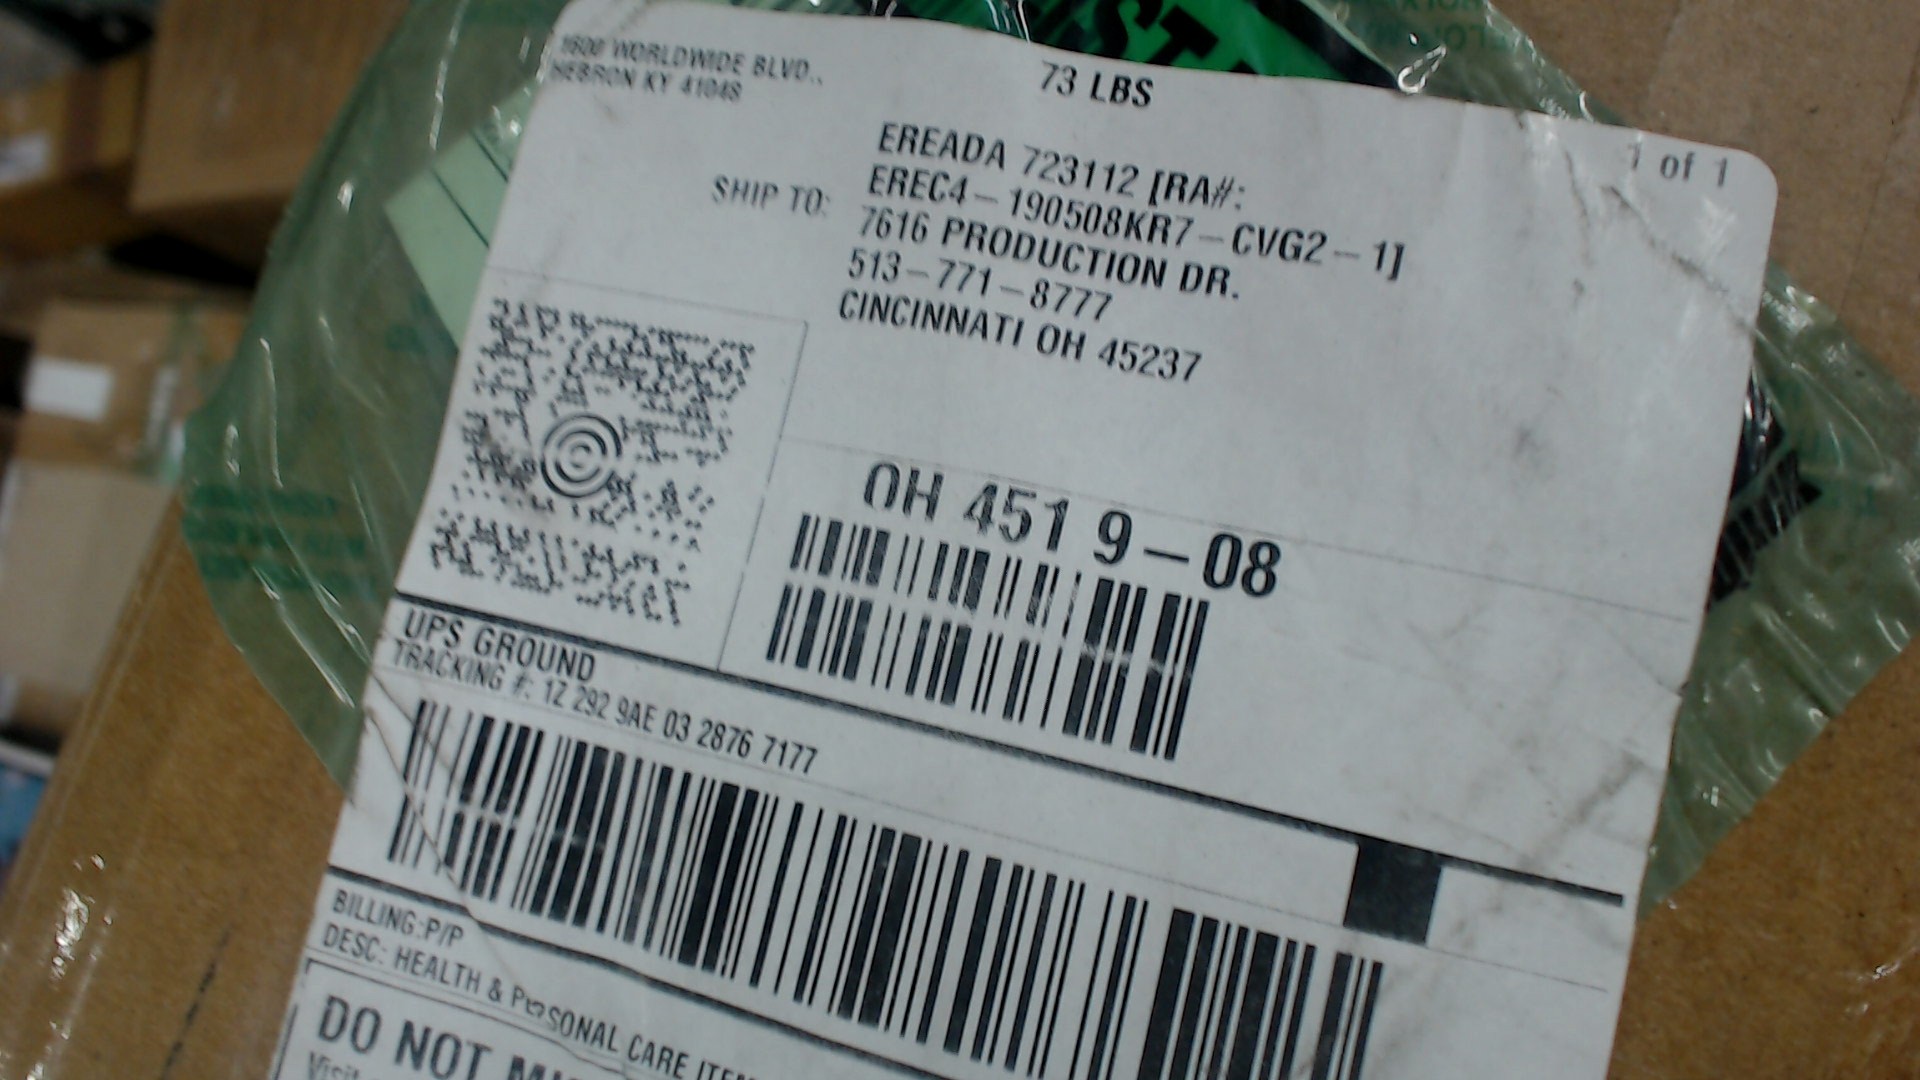 1600 WORLDWIDE BLVD..
HEBRON KY 41048
73 LBS
1 of 1
SHIP TO:
EREADA 723112 [RA#:
EREC4-190508KR7-CVG2-1]
7616 PRODUCTION DR.
513-771-8777
CINCINNATI OH 45237
OH 451 9-08
UPS GROUND
TRACKING #: 1Z 292 9AE 03 2876 7177
BILLING:P/P
DESC: HEALTH & PERSONAL CARE ITEM
DO NOT
Visit